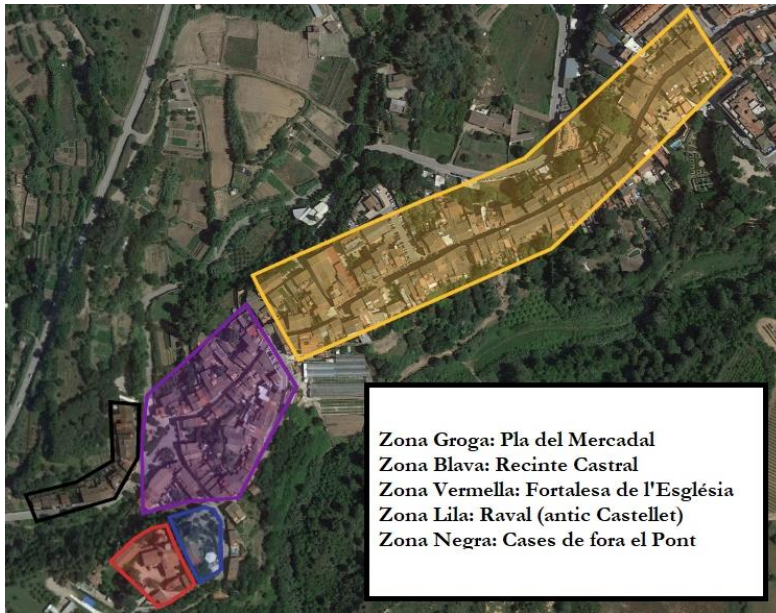 Zona Groga: Pla del Mercadal
Zona Blava: Recinte Castral
Zona Vermella: Fortalesa de l'Església
Zona Lila: Raval (antic Castellet)
Zona Negra: Cases de fora el Pont